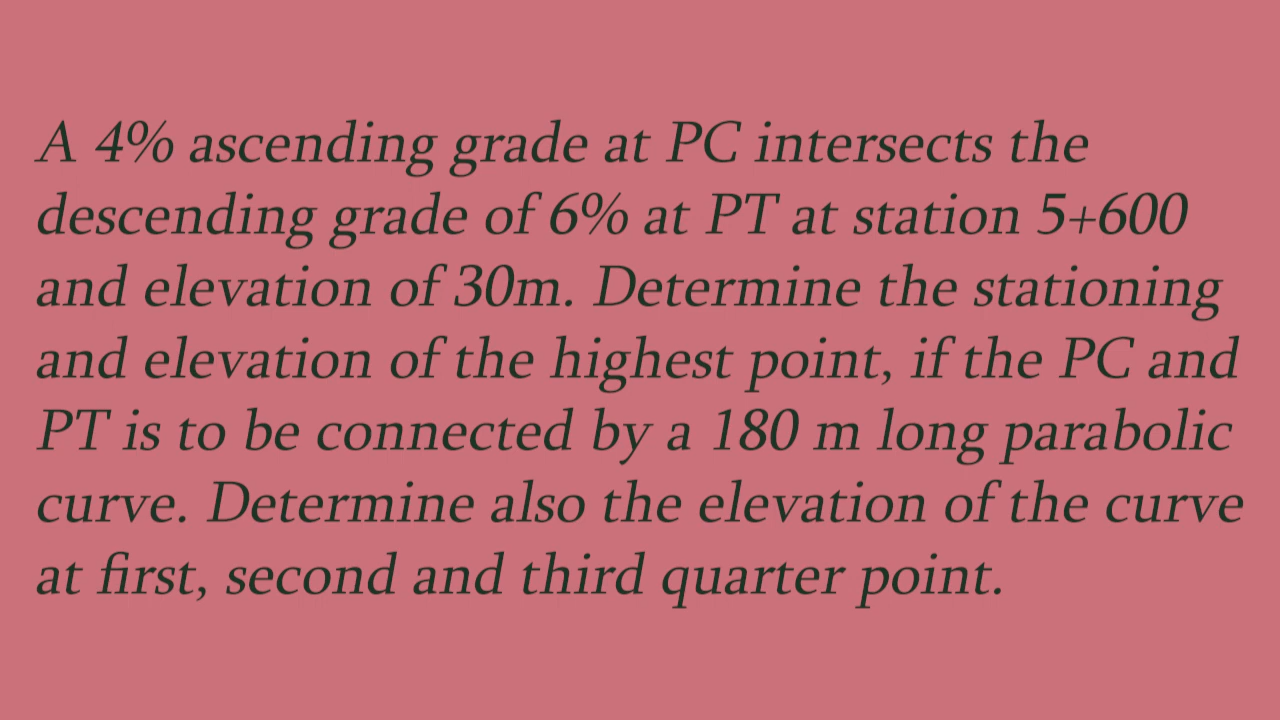 A 4% ascending grade at PC intersects the
descending grade of 6% at PT at station 5+600
and elevation of 30m. Determine the stationing
and elevation of the highest point, if the PC and
PT is to be connected by a 180 m long parabolic
curve. Determine also the elevation of the curve
at first, second and third quarter point.